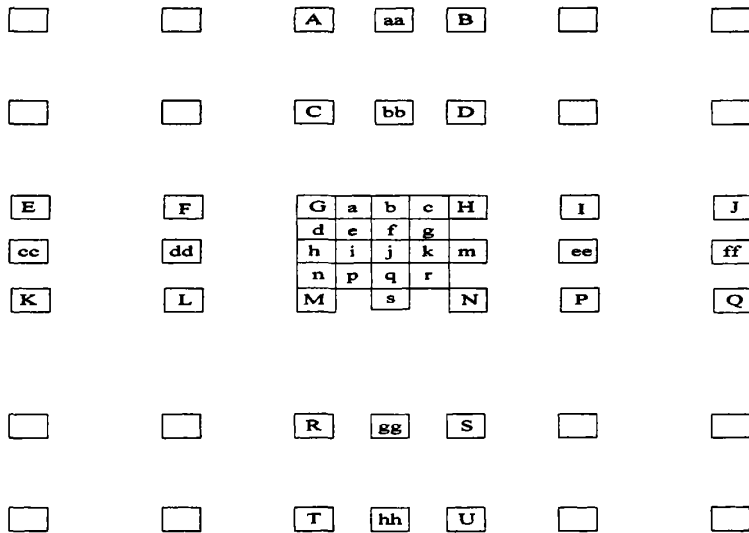 A aa B
C bb D
E F G a b c H I J
d e f g
cc dd h i j k m ee ff
n p q r
K L M s N P Q
R gg S
T hh U